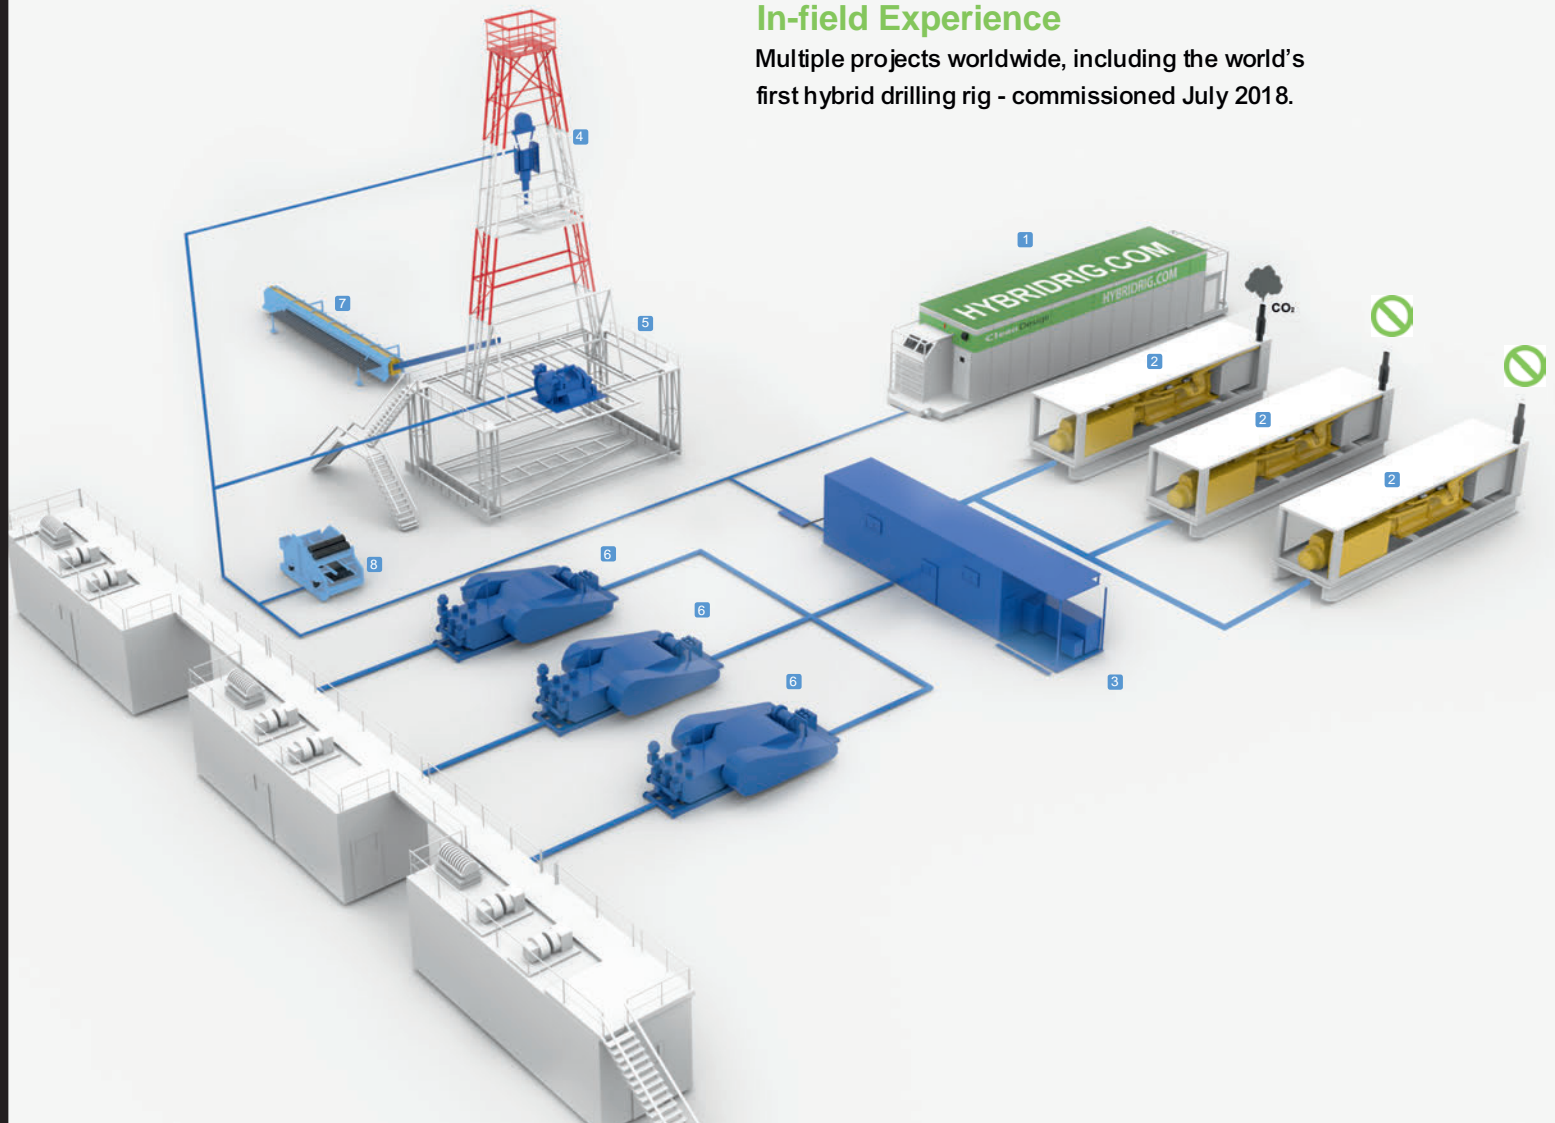 In-field Experience
Multiple projects worldwide, including the world’s
first hybrid drilling rig - commissioned July 2018.
4
1
HYBRIDRIG.COM
HYBRIDRIG.COM
CleanDesign
CO₂
7
5
2
2
2
6
8
6
6
3